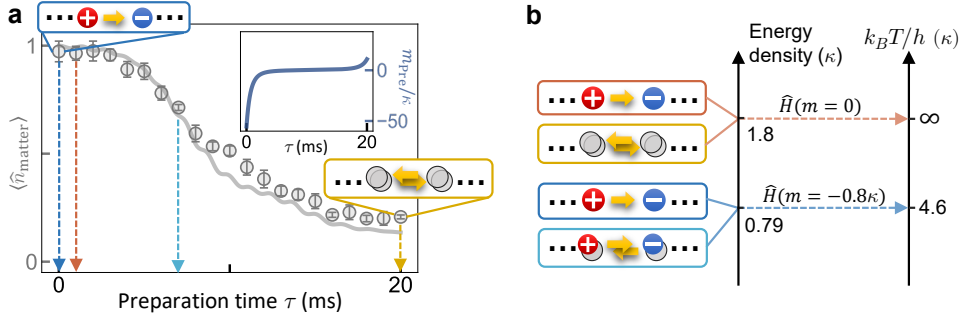 a
... + − ...
1
0
⟨n̂matter⟩
0
20
Preparation time τ (ms)
0
−50
mPre/κ
0
20
τ (ms)
... ...
b
Energy
density (κ)
kBT/h (κ)
... + − ...
... ...
Ĥ(m = 0)
1.8
∞
... + − ...
... + − ...
Ĥ(m = −0.8κ)
0.79
4.6